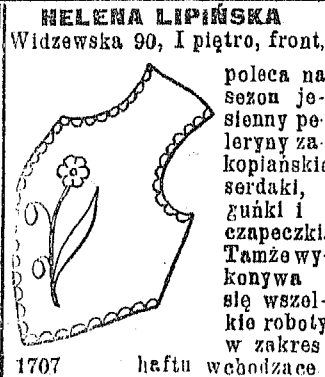 HELENA LIPIŃSKA
Widzewska 90, I piętro, front,
poleca na
sezon je-
sienny pe-
leryny za-
kopiańskie
serdaki,
guńki i
czapeczki.
Tamże wy-
konywa
się wszel-
kie roboty
w zakres
1707 haftu wchodzące.